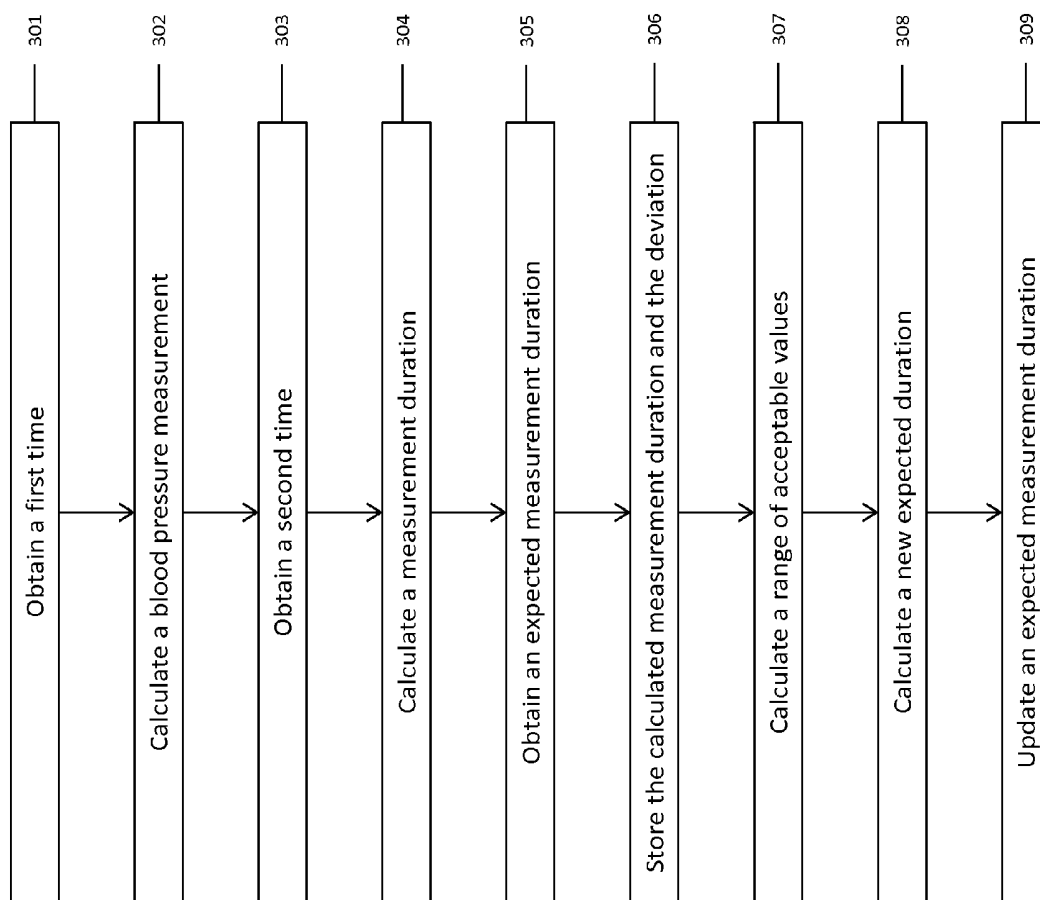 Obtain a first time
301
Calculate a blood pressure measurement
302
Obtain a second time
303
Calculate a measurement duration
304
Obtain an expected measurement duration
305
Store the calculated measurement duration and the deviation
306
Calculate a range of acceptable values
307
Calculate a new expected duration
308
Update an expected measurement duration
309